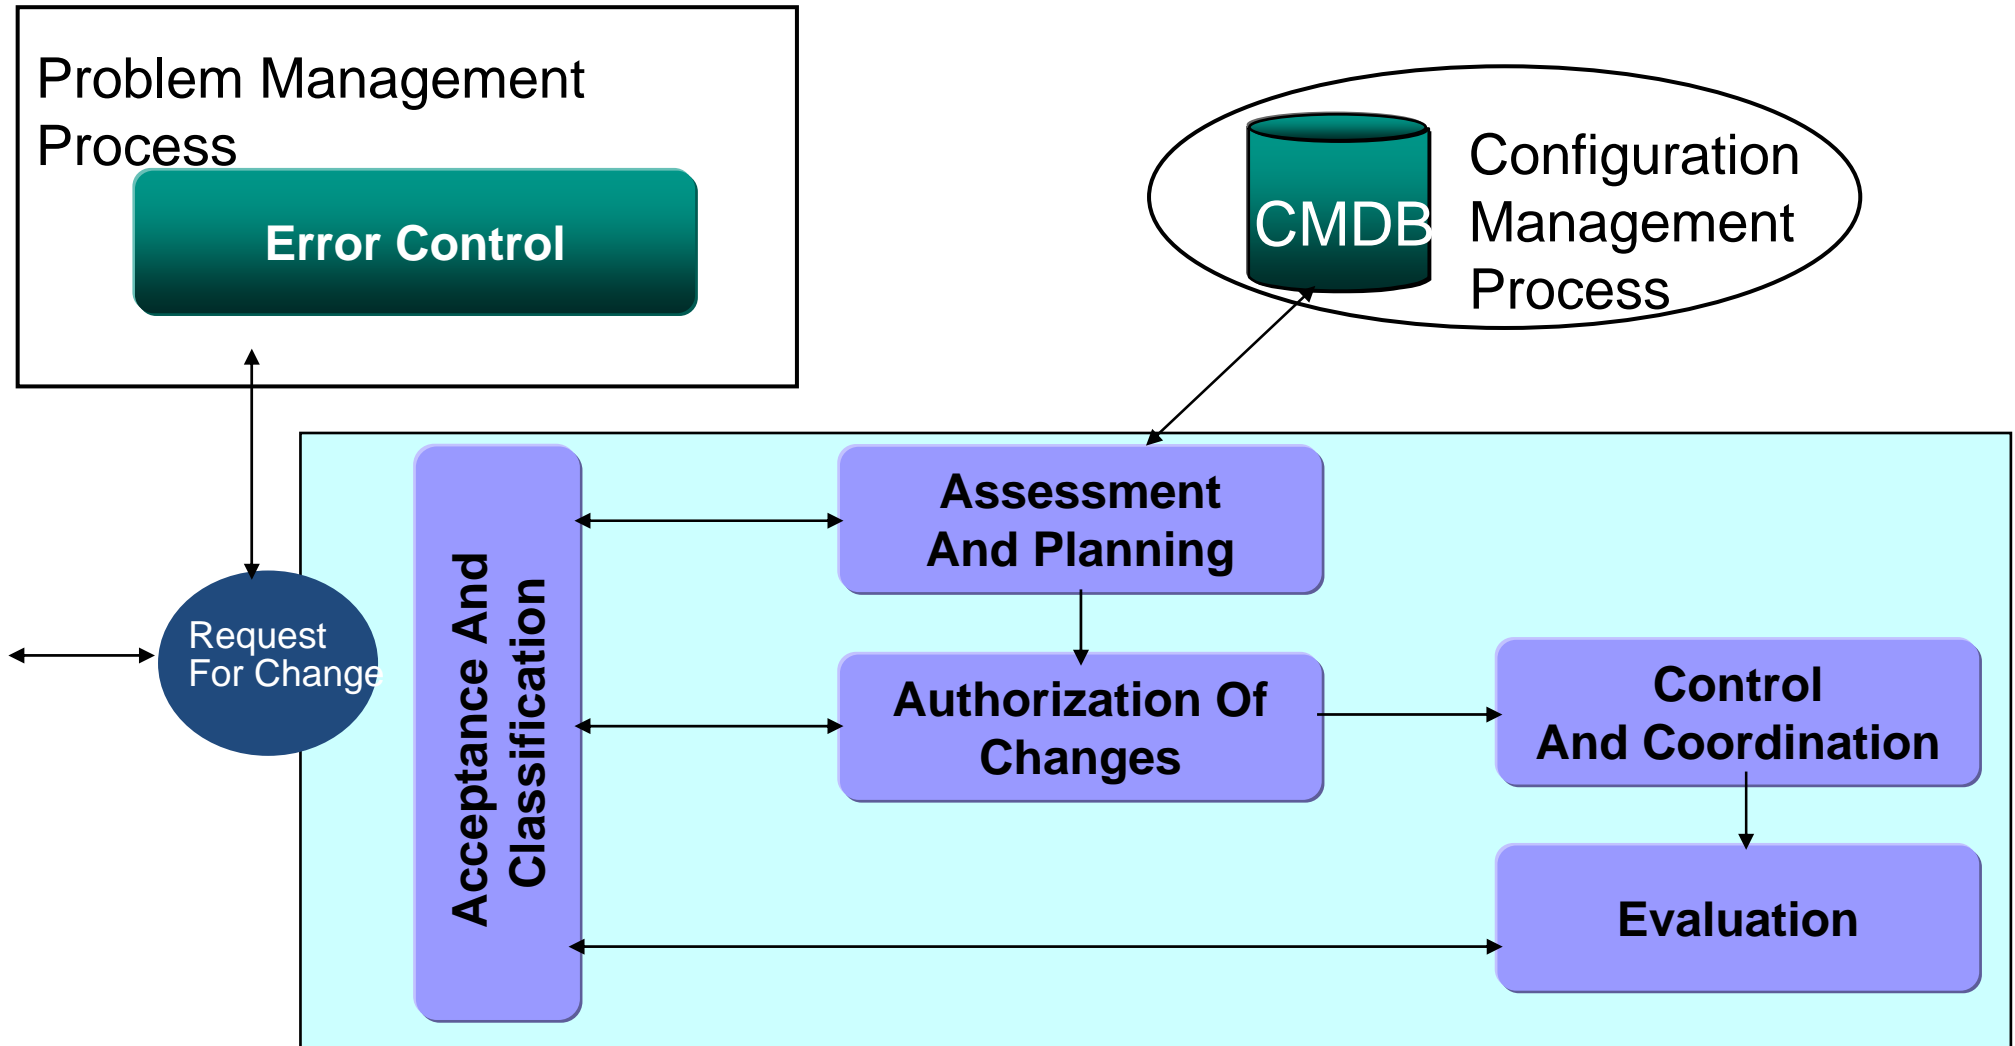 Problem Management
Process
Error Control
CMDB
Configuration
Management
Process
Request
For Change
Acceptance And
Classification
Assessment
And Planning
Authorization Of
Changes
Control
And Coordination
Evaluation